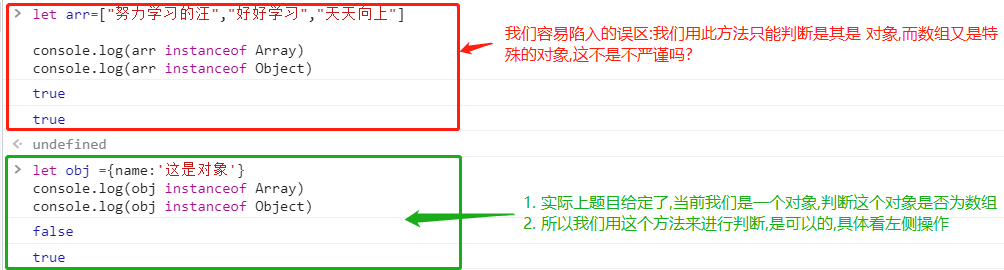 let arr=["努力学习的汪","好好学习","天天向上"]
console.log(arr instanceof Array)
console.log(arr instanceof Object)
true
true
undefined
我们容易陷入的误区:我们用此方法只能判断是其是 对象,而数组又是特
殊的对象,这不是不严谨吗?
let obj ={name:'这是对象'}
console.log(obj instanceof Array)
console.log(obj instanceof Object)
false
true
1. 实际上题目给定了,当前我们是一个对象,判断这个对象是否为数组
2. 所以我们用这个方法来进行判断,是可以的,具体看左侧操作